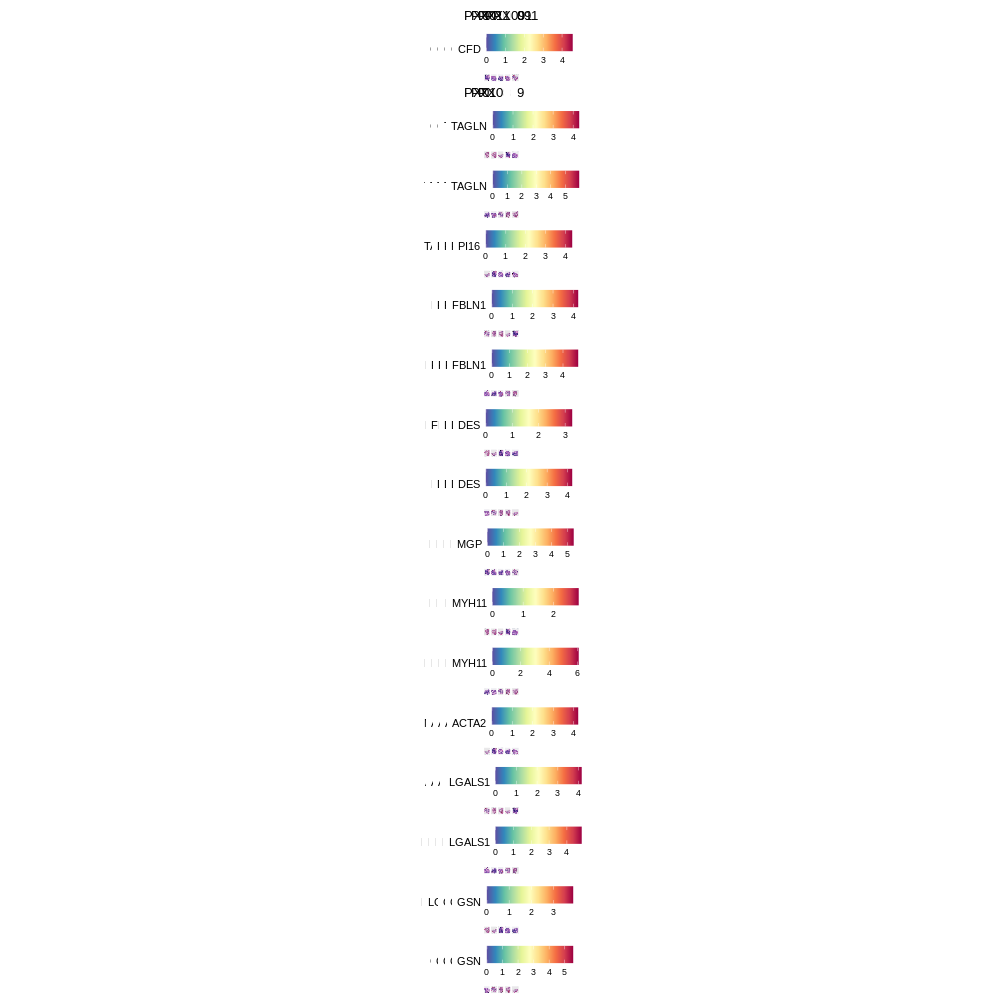 CFD
0 1 2 3 4
TAGLN
0 1 2 3 4
TAGLN
0 1 2 3 4 5
PI16
0 1 2 3 4
FBLN1
0 1 2 3 4
FBLN1
0 1 2 3 4
DES
0 1 2 3
DES
0 1 2 3 4
MGP
0 1 2 3 4 5
MYH11
0 1 2
MYH11
0 2 4 6
ACTA2
0 1 2 3 4
LGALS1
0 1 2 3 4
LGALS1
0 1 2 3 4
GSN
0 1 2 3
GSN
0 1 2 3 4 5